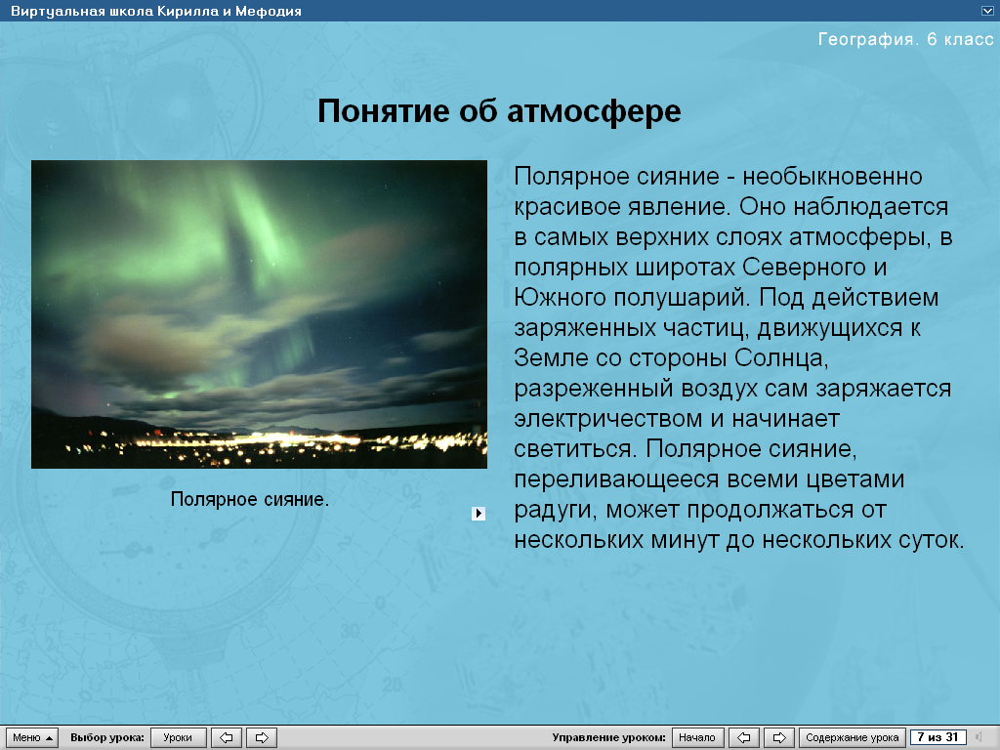 Виртуальная школа Кирилла и Мефодия
География. 6 класс
Понятие об атмосфере
Полярное сияние - необыкновенно
красивое явление. Оно наблюдается
в самых верхних слоях атмосферы, в
полярных широтах Северного и
Южного полушарий. Под действием
заряженных частиц, движущихся к
Земле со стороны Солнца,
разреженный воздух сам заряжается
электричеством и начинает
светиться. Полярное сияние,
переливающееся всеми цветами
радуги, может продолжаться от
нескольких минут до нескольких суток.
Полярное сияние.
Меню Выбор урока: Уроки Управление уроком: Начало Содержание урока 7 из 31